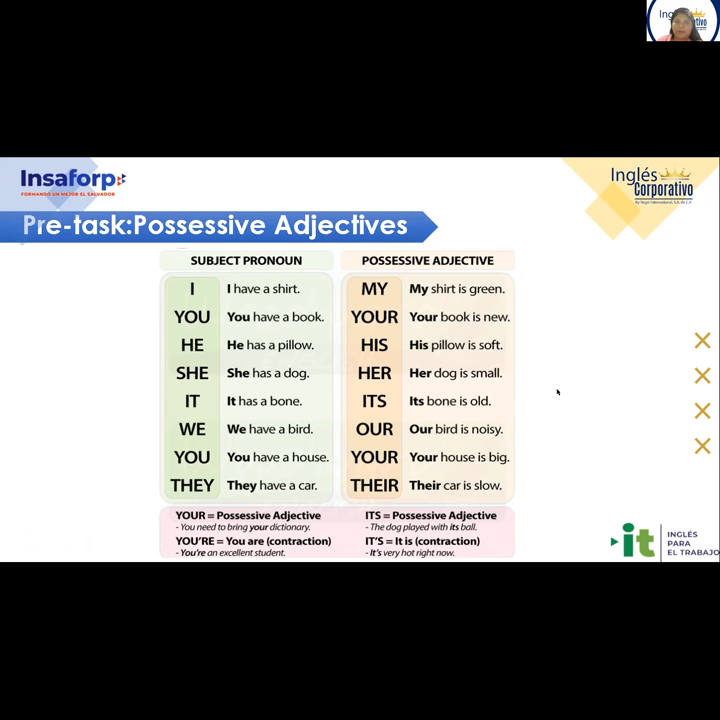 Insaforp
FORMANDO UN MEJOR EL SALVADOR
Inglés
Corporativo
Pre-task:Possessive Adjectives
SUBJECT PRONOUN POSSESSIVE ADJECTIVE
I I have a shirt. MY My shirt is green.
YOU You have a book. YOUR Your book is new.
HE He has a pillow. HIS His pillow is soft.
SHE She has a dog. HER Her dog is small.
IT It has a bone. ITS Its bone is old.
WE We have a bird. OUR Our bird is noisy.
YOU You have a house. YOUR Your house is big.
THEY They have a car. THEIR Their car is slow.
YOUR = Possessive Adjective ITS = Possessive Adjective
- You need to bring your dictionary. - The dog played with its ball.
YOU'RE = You are (contraction) IT'S = It is (contraction)
- You're an excellent student. - It's very hot right now.
it
INGLÉS
PARA
EL TRABAJO